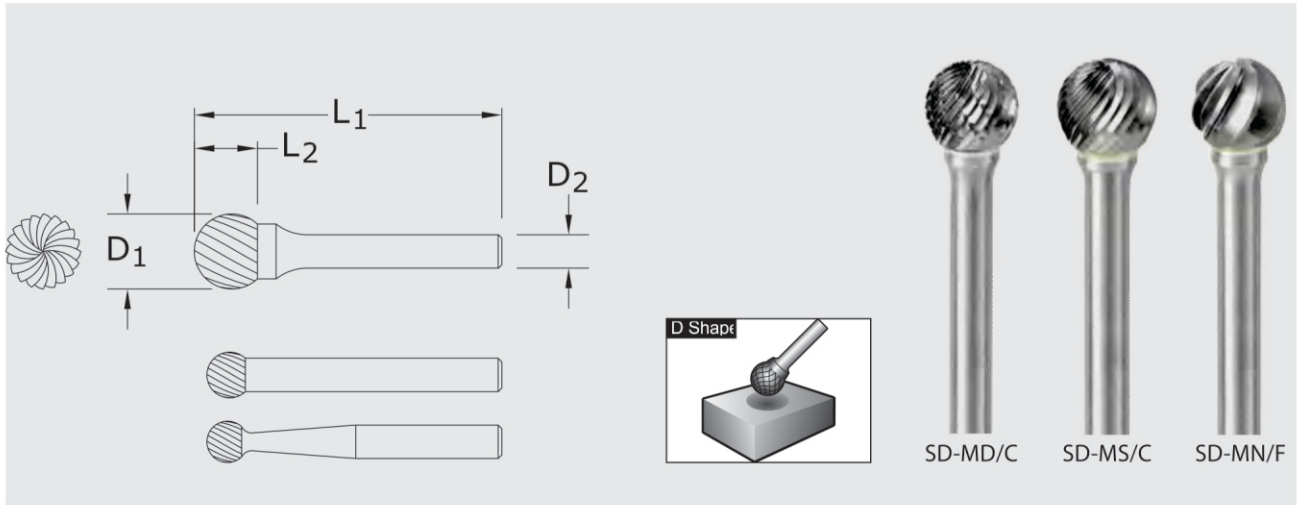 L1
L2
D2
D1
D Shape
SD-MD/C
SD-MS/C
SD-MN/F